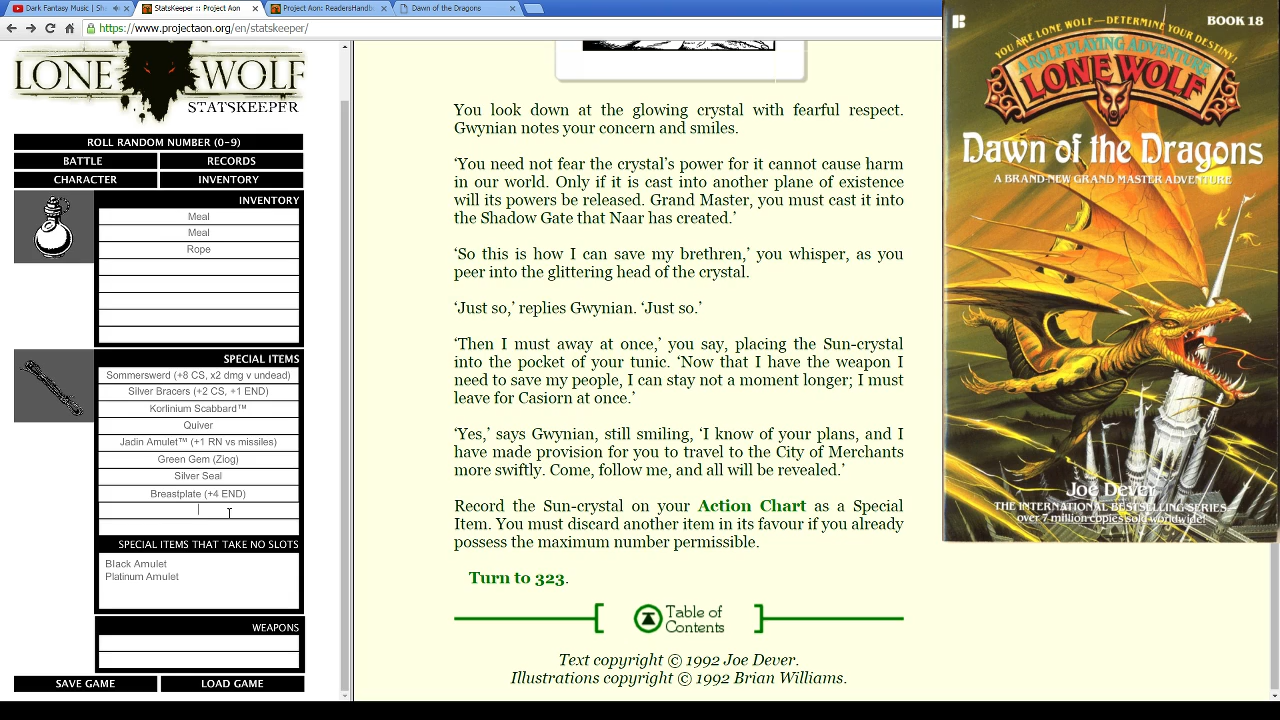 Dark Fantasy Music | Sh
StatsKeeper :: Project Aon
Project Aon: ReadersHandb
Dawn of the Dragons
https://www.projectaon.org/en/statskeeper/
LONE WOLF
STATSKEEPER
ROLL RANDOM NUMBER (0-9)
BATTLE
RECORDS
CHARACTER
INVENTORY
INVENTORY
Meal
Meal
Rope
SPECIAL ITEMS
Sommerswerd (+8 CS, x2 dmg v undead)
Silver Bracers (+2 CS, +1 END)
Korlinium Scabbard™
Quiver
Jadin Amulet™ (+1 RN vs missiles)
Green Gem (Ziog)
Silver Seal
Breastplate (+4 END)
SPECIAL ITEMS THAT TAKE NO SLOTS
Black Amulet
Platinum Amulet
WEAPONS
SAVE GAME
LOAD GAME
You look down at the glowing crystal with fearful respect.
Gwynian notes your concern and smiles.
‘You need not fear the crystal’s power for it cannot cause harm
in our world. Only if it is cast into another plane of existence
will its powers be released. Grand Master, you must cast it into
the Shadow Gate that Naar has created.’
‘So this is how I can save my brethren,’ you whisper, as you
peer into the glittering head of the crystal.
‘Just so,’ replies Gwynian. ‘Just so.’
‘Then I must away at once,’ you say, placing the Sun-crystal
into the pocket of your tunic. ‘Now that I have the weapon I
need to save my people, I can stay not a moment longer; I must
leave for Casiorn at once.’
‘Yes,’ says Gwynian, still smiling, ‘I know of your plans, and I
have made provision for you to travel to the City of Merchants
more swiftly. Come, follow me, and all will be revealed.’
Record the Sun-crystal on your Action Chart as a Special
Item. You must discard another item in its favour if you already
possess the maximum number permissible.
Turn to 323.
Table of
Contents
Text copyright © 1992 Joe Dever.
Illustrations copyright © 1992 Brian Williams.
B
BOOK 18
YOU ARE LONE WOLF—DETERMINE YOUR DESTINY!
A ROLE PLAYING ADVENTURE
LONE WOLF
Dawn of the Dragons
A BRAND-NEW GRAND MASTER ADVENTURE
Joe Dever
THE INTERNATIONAL BESTSELLING SERIES—
over 7 million copies sold worldwide!